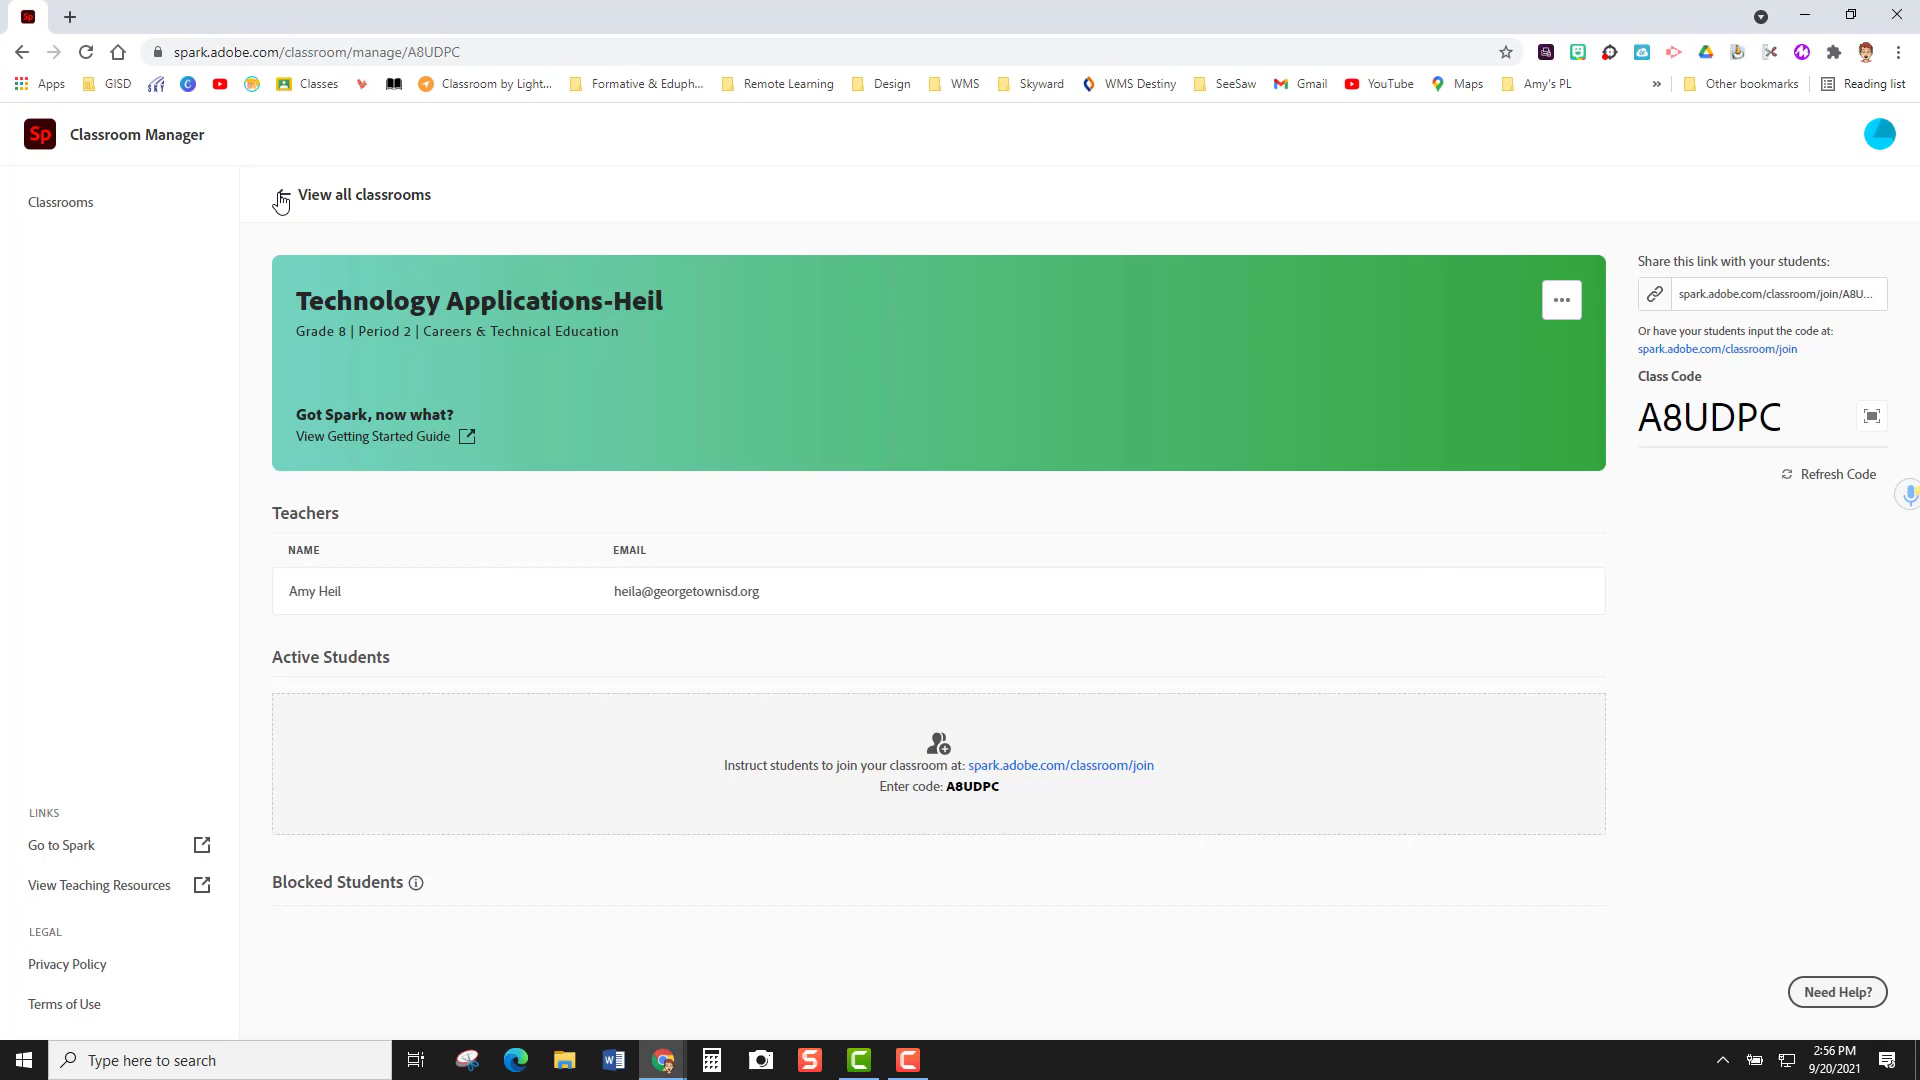 Sp
spark.adobe.com/classroom/manage/A8UDPC
Apps GISD Classes Classroom by Light... Formative & Eduph... Remote Learning Design WMS Skyward WMS Destiny SeeSaw Gmail YouTube Maps Amy's PL » Other bookmarks Reading list
Sp Classroom Manager
Classrooms
View all classrooms
Technology Applications-Heil
Grade 8 | Period 2 | Careers & Technical Education
Got Spark, now what?
View Getting Started Guide
Share this link with your students:
spark.adobe.com/classroom/join/A8U...
Or have your students input the code at:
spark.adobe.com/classroom/join
Class Code
A8UDPC
Refresh Code
Teachers
NAME EMAIL
Amy Heil heila@georgetownisd.org
Active Students
Instruct students to join your classroom at: spark.adobe.com/classroom/join
Enter code: A8UDPC
Blocked Students
LINKS
Go to Spark
View Teaching Resources
LEGAL
Privacy Policy
Terms of Use
Need Help?
Type here to search
2:56 PM
9/20/2021